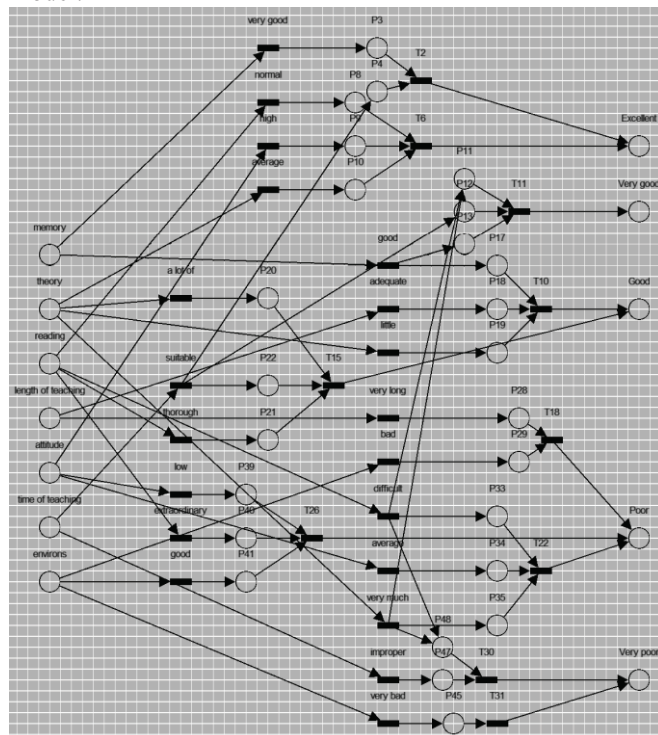 very good P3
P4 T2
normal P8
high P9 T6 Excellent
average P10 P11
P12 T11 Very good
P13
memory good P17
theory a lot of P20 adequate P18 T10 Good
little P19
reading suitable P22 T15
length of teaching thorough P21 very long P28 T18
bad P29
attitude low P39 difficult P33
time of teaching extraordinary P40 T26 Poor
environs good P41 average P34 T22
very much P35
P48
improper P47 T30 Very poor
very bad P45 T31